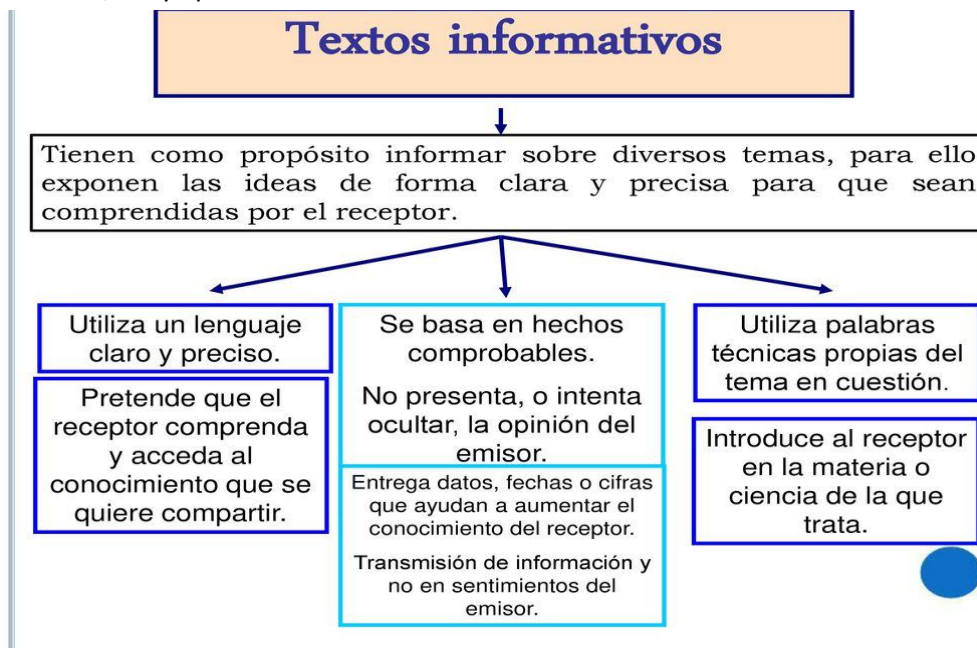 Textos informativos
Tienen como propósito informar sobre diversos temas, para ello
exponen las ideas de forma clara y precisa para que sean
comprendidas por el receptor.
Utiliza un lenguaje
claro y preciso.
Pretende que el
receptor comprenda
y acceda al
conocimiento que se
quiere compartir.
Se basa en hechos
comprobables.
No presenta, o intenta
ocultar, la opinión del
emisor.
Entrega datos, fechas o cifras
que ayudan a aumentar el
conocimiento del receptor.
Transmisión de información y
no en sentimientos del
emisor.
Utiliza palabras
técnicas propias del
tema en cuestión.
Introduce al receptor
en la materia o
ciencia de la que
trata.